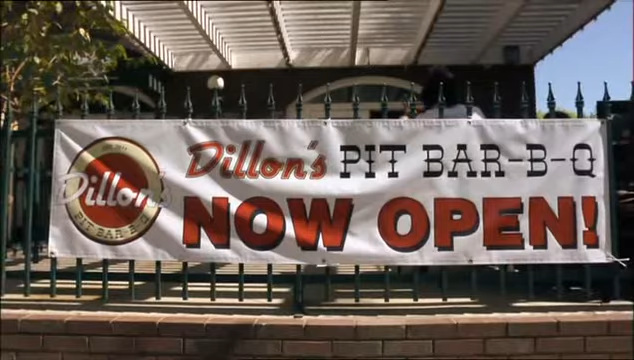 Dillon's
PIT BAR-B-Q
Dillon's PIT BAR-B-Q
NOW OPEN!